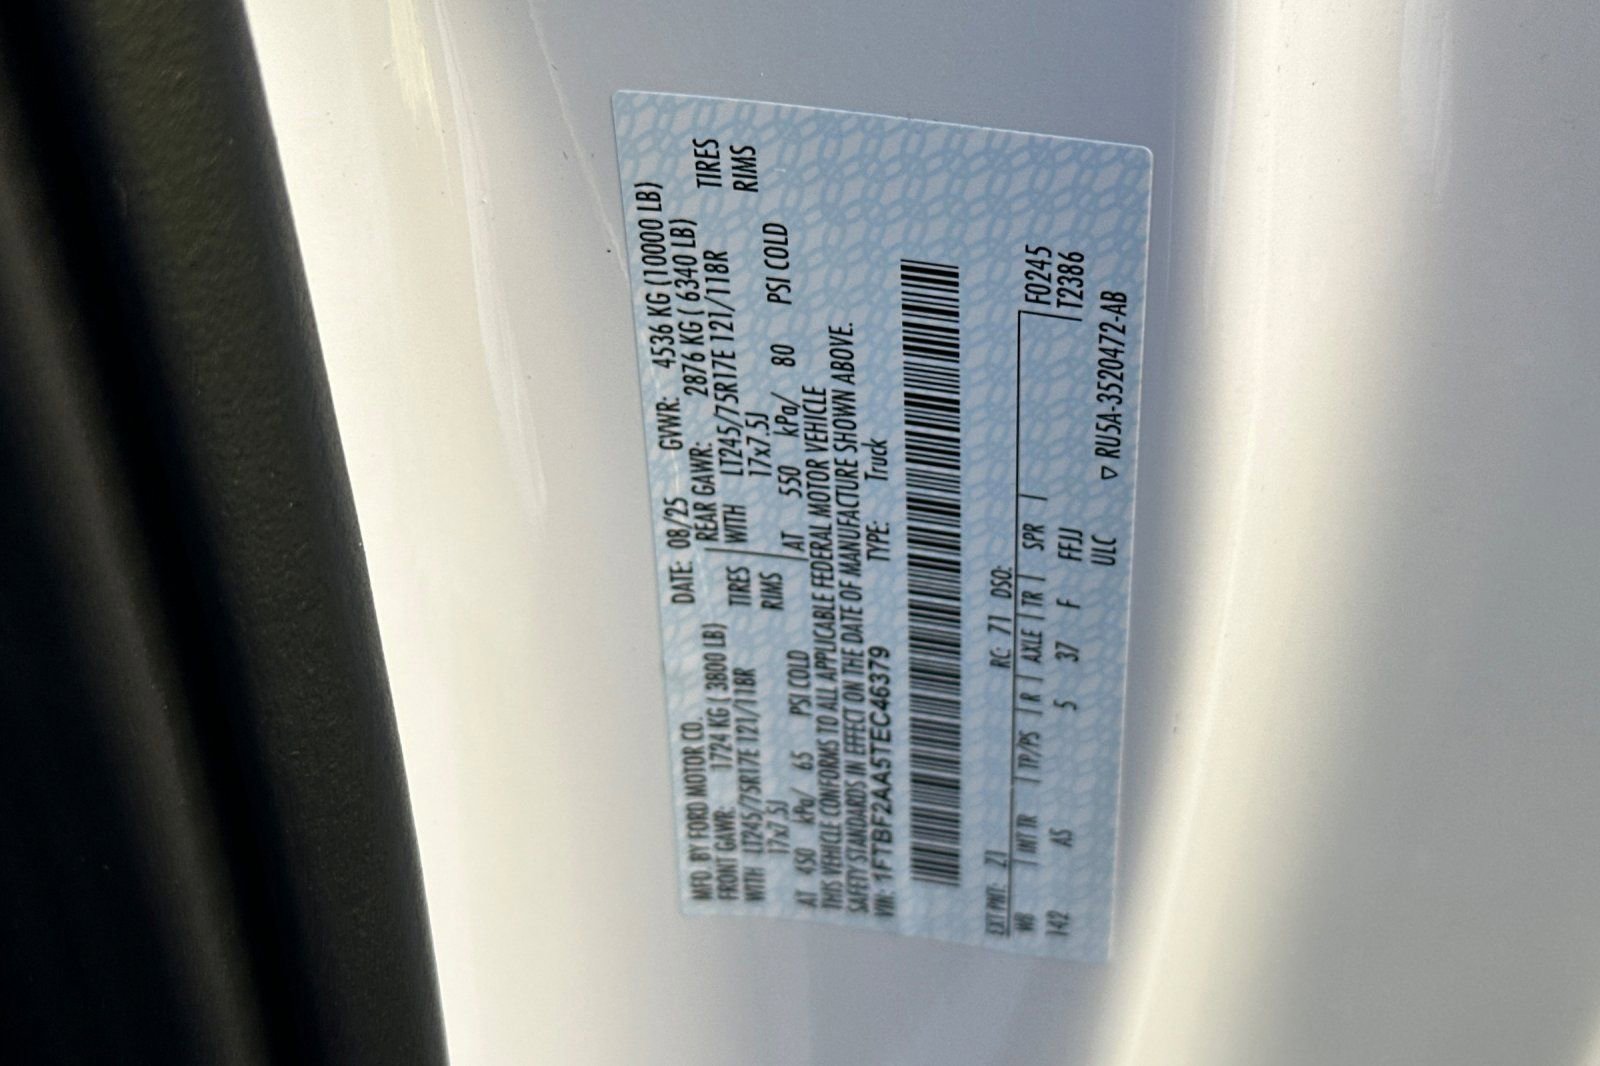 MFD. BY FORD MOTOR CO. DATE: 08/25 GVWR: 4536 KG (10000 LB)
FRONT GAWR: 1724 KG ( 3800 LB) REAR GAWR: 2876 KG ( 6340 LB)
WITH LT245/75R17E 121/118R TIRES WITH LT245/75R17E 121/118R TIRES
17x7.5J RIMS 17x7.5J RIMS
AT 450 kPa/ 65 PSI COLD AT 550 kPa/ 80 PSI COLD
THIS VEHICLE CONFORMS TO ALL APPLICABLE FEDERAL MOTOR VEHICLE
SAFETY STANDARDS IN EFFECT ON THE DATE OF MANUFACTURE SHOWN ABOVE.
VIN: 1FTBF2AA5TEC46379 TYPE: Truck
EXT PNT: Z1 RC: 71 DSO:
WB INT TR TP/PS R AXLE TR SPR F0245
142 AS 5 37 F FFJJ T2386
ULC ▽ RU5A-3520472-AB